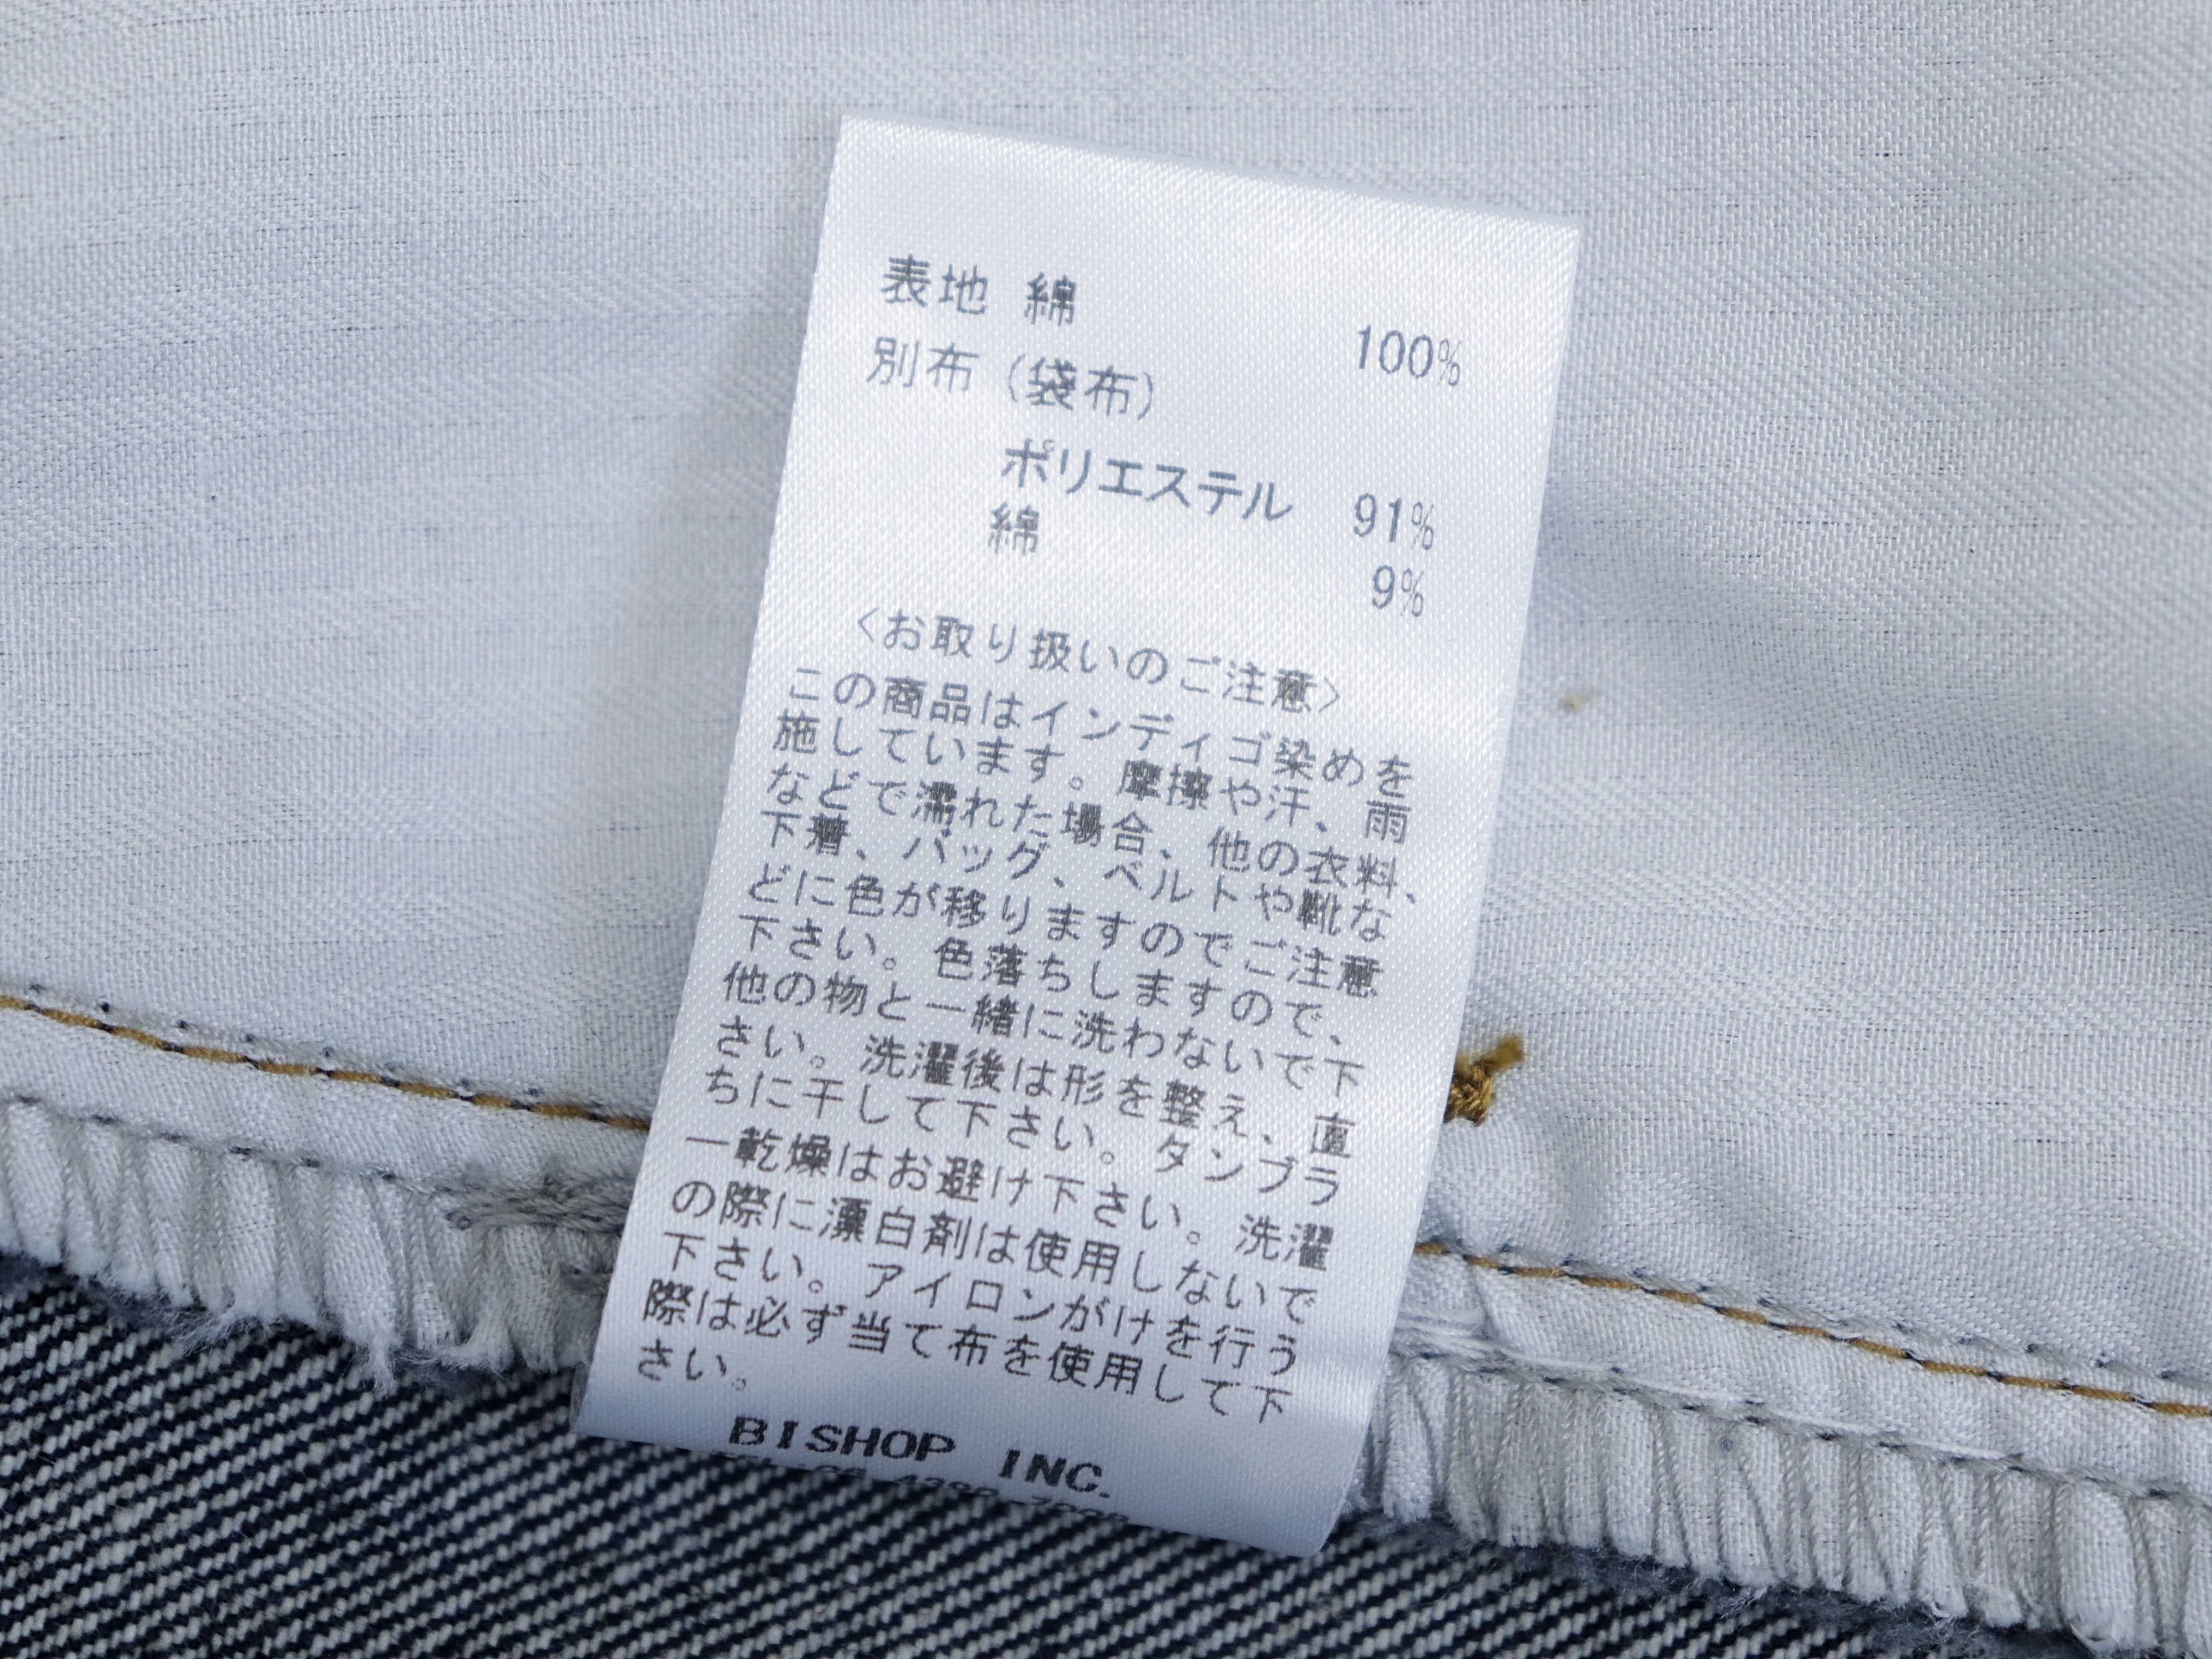 表地 綿 100%
別布(袋布)
ポリエステル 91%
綿 9%
<お取り扱いのご注意>
この商品はインディゴ染めを
施しています。摩擦や汗、雨
などで濡れた場合、他の衣料、
下着、バッグ、ベルトや靴な
どに色が移りますのでご注意
下さい。色落ちしますので、
他の物と一緒に洗わないで下
さい。洗濯後は形を整え、直
ちに干して下さい。タンブラ
ー乾燥はお避け下さい。洗濯
の際に漂白剤は使用しないで
下さい。アイロンがけを行う
際は必ず当て布を使用して下
さい。
BISHOP INC.